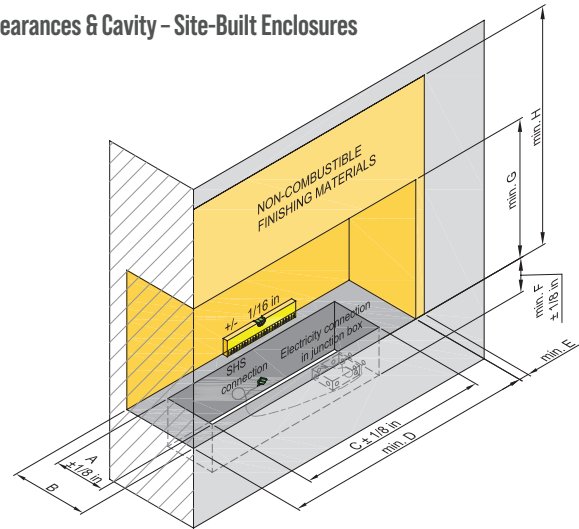 earances & Cavity – Site-Built Enclosures
min. H
NON-COMBUSTIBLE
FINISHING MATERIALS
min. G
+/- 1/16 in
min. F
± 1/8 in
Electricity connection
in junction box
SHS
connection
min. E
C ± 1/8 in
min. D
A
±1/8 in
B